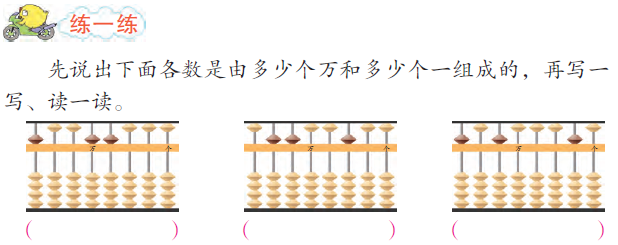 练一练
先说出下面各数是由多少个万和多少个一组成的，再写一
写、读一读。
万 个 万 个 万 个
( ) ( ) ( )